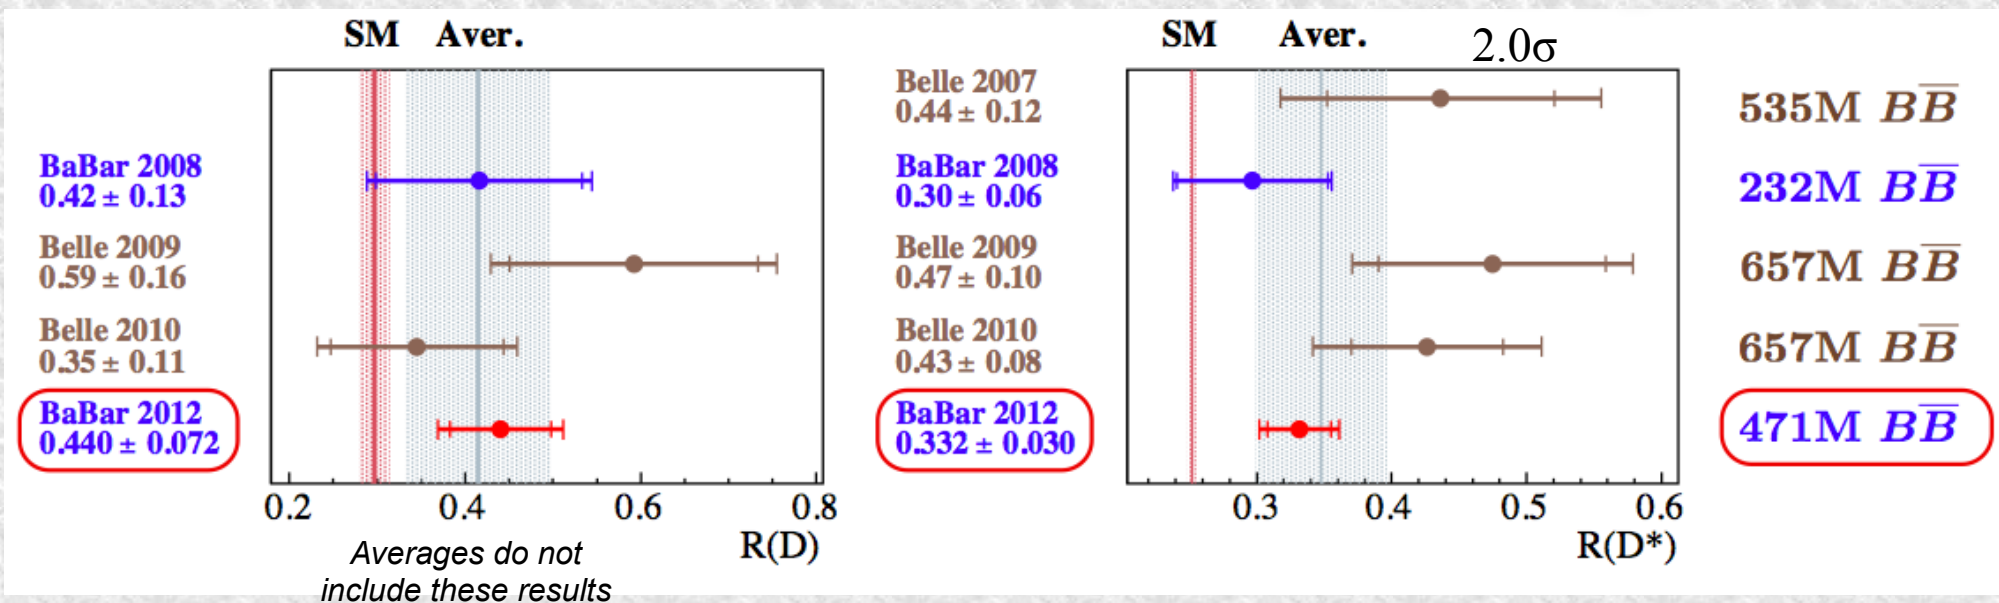 SM Aver.
BaBar 2008
0.42 ± 0.13
Belle 2009
0.59 ± 0.16
Belle 2010
0.35 ± 0.11
BaBar 2012
0.440 ± 0.072
0.2 0.4 0.6 0.8
R(D)
Averages do not
include these results
SM Aver. 2.0σ
Belle 2007
0.44 ± 0.12
BaBar 2008
0.30 ± 0.06
Belle 2009
0.47 ± 0.10
Belle 2010
0.43 ± 0.08
BaBar 2012
0.332 ± 0.030
0.3 0.4 0.5 0.6
R(D*)
535M BB̅
232M BB̅
657M BB̅
657M BB̅
471M BB̅